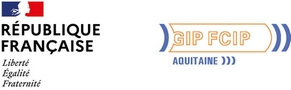 RÉPUBLIQUE
FRANÇAISE
Liberté
Égalité
Fraternité
GIP FCIP
AQUITAINE